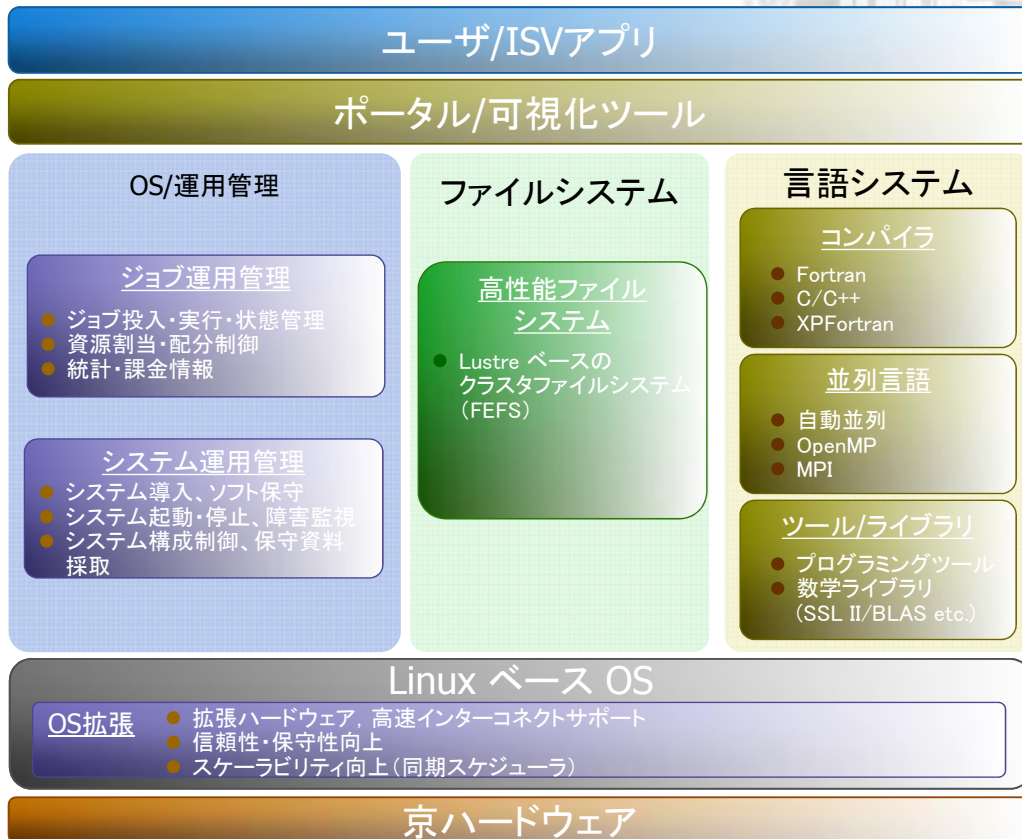 ユーザ/ISVアプリ
ポータル/可視化ツール
OS/運用管理
ジョブ運用管理
ジョブ投入・実行・状態管理
資源割当・配分制御
統計・課金情報
システム運用管理
システム導入、ソフト保守
システム起動・停止、障害監視
システム構成制御、保守資料
採取
ファイルシステム
高性能ファイル
システム
Lustre ベースの
クラスタファイルシステム
(FEFS)
言語システム
コンパイラ
Fortran
C/C++
XPFortran
並列言語
自動並列
OpenMP
MPI
ツール/ライブラリ
プログラミングツール
数学ライブラリ
(SSL II/BLAS etc.)
Linux ベース OS
OS拡張
拡張ハードウェア, 高速インターコネクトサポート
信頼性・保守性向上
スケーラビリティ向上(同期スケジューラ)
京ハードウェア